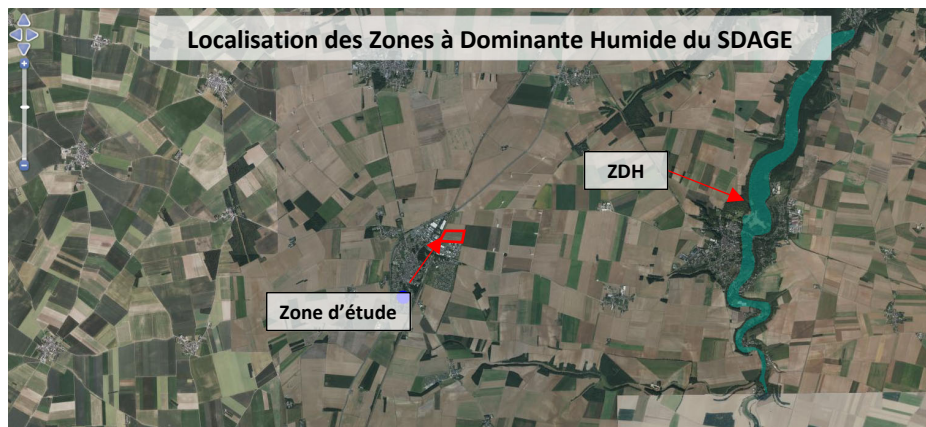 Localisation des Zones à Dominante Humide du SDAGE
ZDH
Zone d'étude